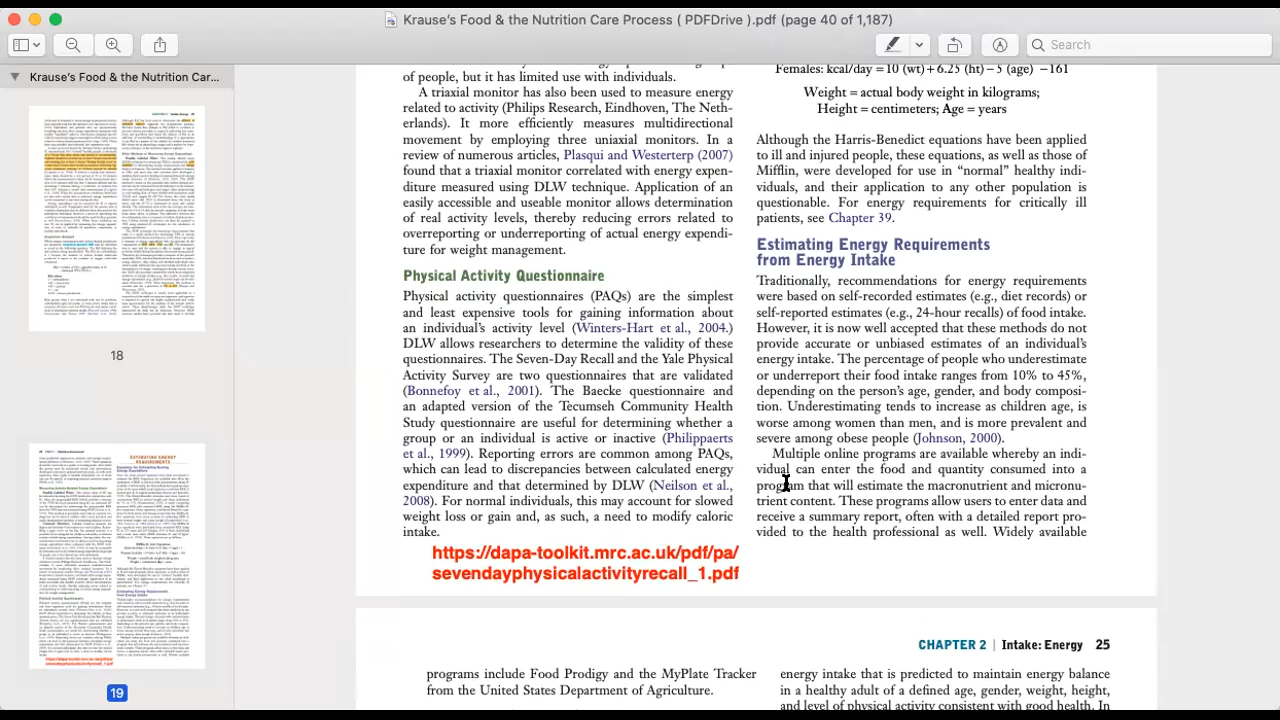 Krause's Food & the Nutrition Care Process ( PDFDrive ).pdf (page 40 of 1,187)
Search
Krause's Food & the Nutrition Car...
18
19
of people, but it has limited use with individuals.
A triaxial monitor has also been used to measure energy
related to activity (Philips Research, Eindhoven, The Neth-
erlands). It more efficiently measures multidirectional
movement by employing three uniaxial monitors. In a
review of numerous articles, Plasqui and Westerterp (2007)
found that a triaxial monitor correlated with energy expen-
diture measured using DLW techniques. Application of an
easily accessible and useable monitor allows determination
of real activity levels, thereby reducing errors related to
overreporting or underreporting of actual energy expendi-
ture for weight management.
Physical Activity Questionnaire
Physical activity questionnaires (PAQs) are the simplest
and least expensive tools for gaining information about
an individual's activity level (Winters-Hart et al., 2004.)
DLW allows researchers to determine the validity of these
questionnaires. The Seven-Day Recall and the Yale Physical
Activity Survey are two questionnaires that are validated
(Bonnefoy et al., 2001). The Baecke questionnaire and
an adapted version of the Tecumseh Community Health
Study questionnaire are useful for determining whether a
group or an individual is active or inactive (Philippaerts
et al., 1999). Reporting errors are common among PAQs,
which can lead to discrepancies between calculated energy
expenditure and that determined by DLW (Neilson et al.,
2008). For healthy individuals, this may account for slowed
weight loss or gain and, as such, a need to modify caloric
intake.
https://dapa-toolkit.mrc.ac.uk/pdf/pa/
sevendayphysicalactivityrecall_1.pdf
Females: kcal/day = 10 (wt) + 6.25 (ht) − 5 (age) −161
Weight = actual body weight in kilograms;
Height = centimeters; Age = years
Although the Harris-Benedict equations have been applied
to ill and injured persons, these equations, as well as those of
Mifflin, were developed for use in "normal" healthy indi-
viduals, and their application to any other population is
questionable. For energy requirements for critically ill
patients, see Chapter 39.
Estimating Energy Requirements
from Energy Intake
Traditionally, recommendations for energy requirements
were based on self-recorded estimates (e.g., diet records) or
self-reported estimates (e.g., 24-hour recalls) of food intake.
However, it is now well accepted that these methods do not
provide accurate or unbiased estimates of an individual's
energy intake. The percentage of people who underestimate
or underreport their food intake ranges from 10% to 45%,
depending on the person's age, gender, and body composi-
tion. Underestimating tends to increase as children age, is
worse among women than men, and is more prevalent and
severe among obese people (Johnson, 2000).
Multiple online programs are available whereby an indi-
vidual can enter the food and quantity consumed into a
program that will estimate the macronutrient and micronu-
trient content. These programs allow users to enter data and
receive a summary report, often with a detailed report pro-
vided to the health professional as well. Widely available
CHAPTER 2 | Intake: Energy 25
programs include Food Prodigy and the MyPlate Tracker
from the United States Department of Agriculture.
energy intake that is predicted to maintain energy balance
in a healthy adult of a defined age, gender, weight, height,
and level of physical activity consistent with good health. In